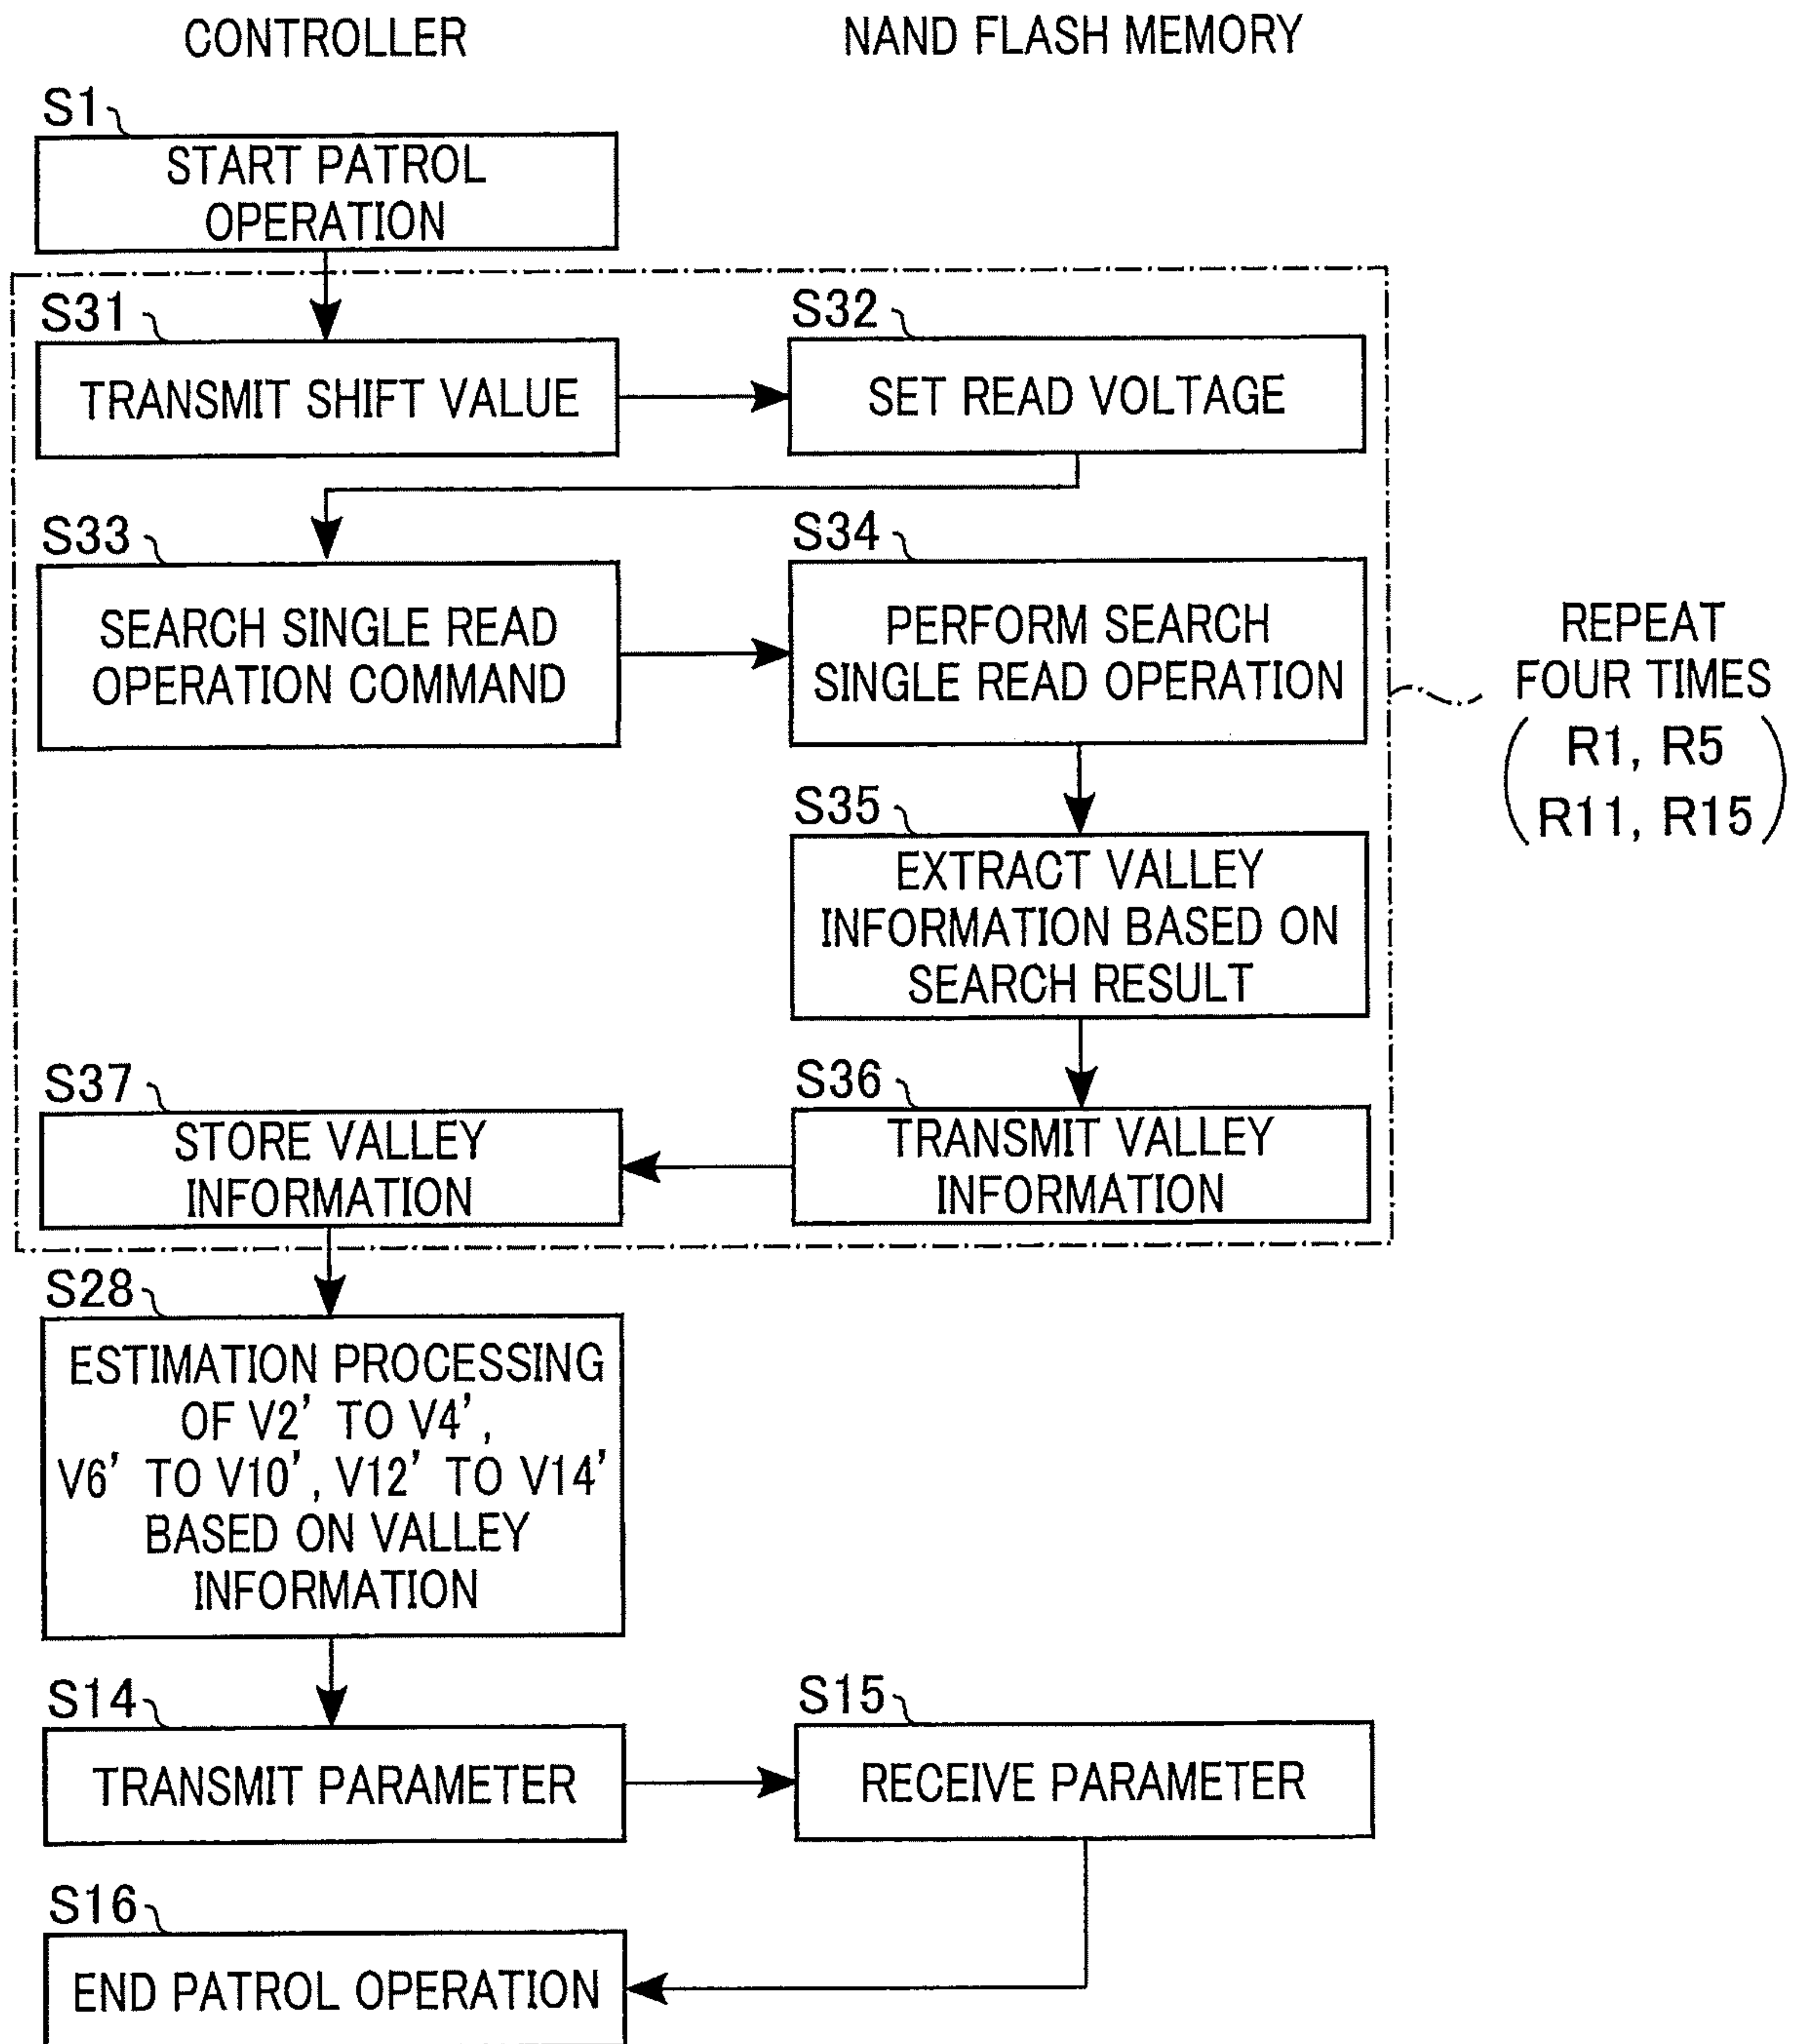 CONTROLLER
NAND FLASH MEMORY
S1
START PATROL
OPERATION
S31
TRANSMIT SHIFT VALUE
S32
SET READ VOLTAGE
S33
SEARCH SINGLE READ
OPERATION COMMAND
S34
PERFORM SEARCH
SINGLE READ OPERATION
REPEAT
FOUR TIMES
( R1, R5
R11, R15 )
S35
EXTRACT VALLEY
INFORMATION BASED ON
SEARCH RESULT
S36
TRANSMIT VALLEY
INFORMATION
S37
STORE VALLEY
INFORMATION
S28
ESTIMATION PROCESSING
OF V2' TO V4',
V6' TO V10', V12' TO V14'
BASED ON VALLEY
INFORMATION
S14
TRANSMIT PARAMETER
S15
RECEIVE PARAMETER
S16
END PATROL OPERATION